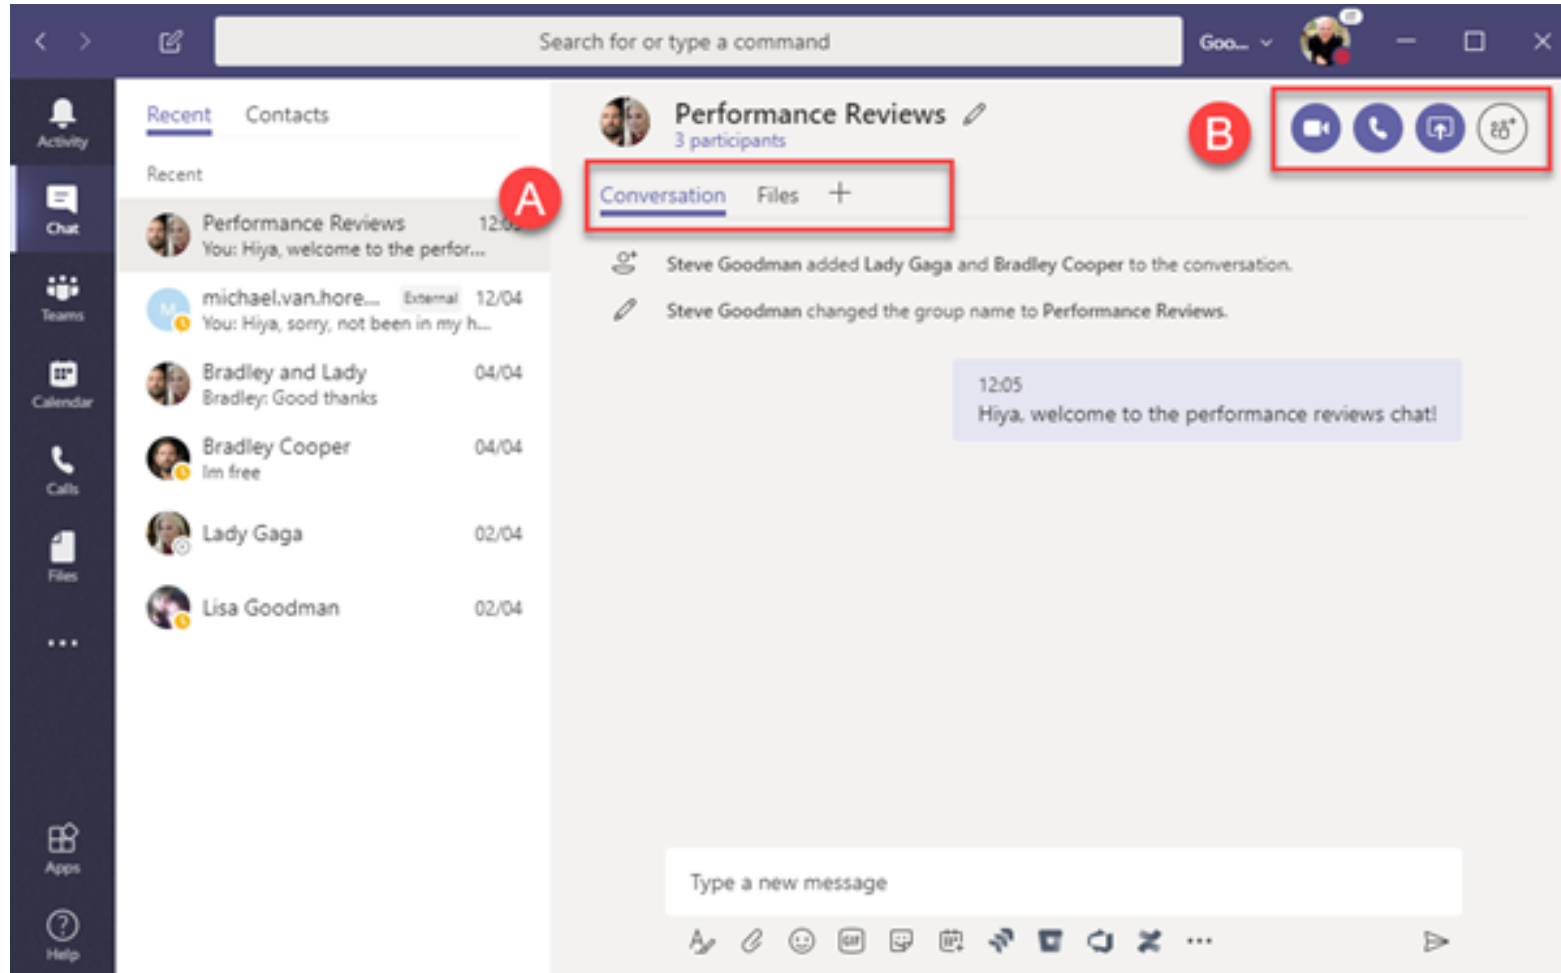 Search for or type a command
Goo...
Activity
Chat
Teams
Calendar
Calls
Files
Apps
Help
Recent Contacts
Recent
Performance Reviews
You: Hiya, welcome to the perfor...
michael.van.hore... External 12/04
You: Hiya, sorry, not been in my h...
Bradley and Lady 04/04
Bradley: Good thanks
Bradley Cooper 04/04
Im free
Lady Gaga 02/04
Lisa Goodman 02/04
Performance Reviews
3 participants
B
A
Conversation Files
Steve Goodman added Lady Gaga and Bradley Cooper to the conversation.
Steve Goodman changed the group name to Performance Reviews.
12:05
Hiya, welcome to the performance reviews chat!
Type a new message
GIF